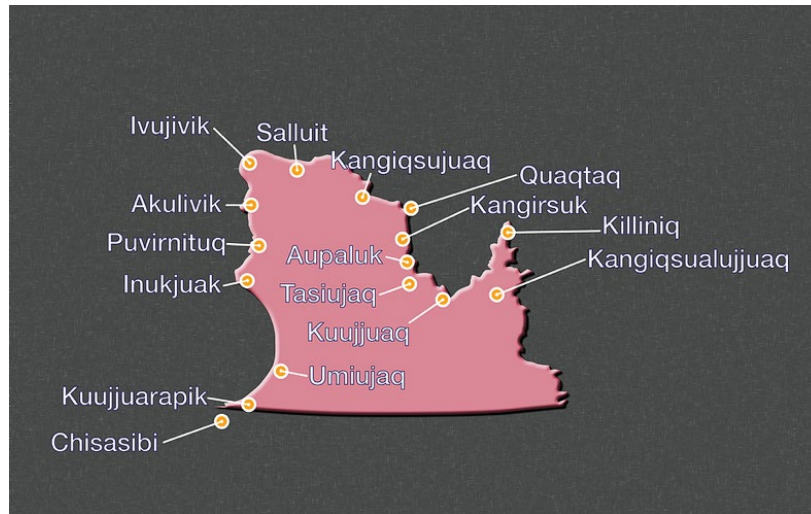 Ivujivik
Salluit
Kangiqsujuaq
Quaqtaq
Akulivik
Kangirsuk
Killiniq
Puvirnituq
Aupaluk
Kangiqsualujjuaq
Inukjuak
Tasiujaq
Kuujjuaq
Umiujaq
Kuujjuarapik
Chisasibi